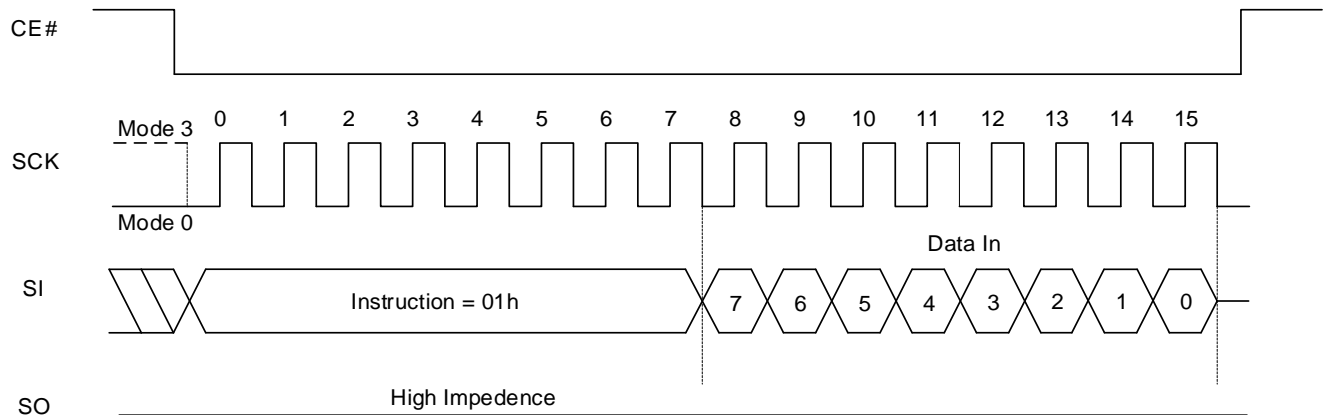 CE#
Mode 3
0 1 2 3 4 5 6 7 8 9 10 11 12 13 14 15
SCK
Mode 0
Data In
SI
Instruction = 01h
7 6 5 4 3 2 1 0
High Impedence
SO